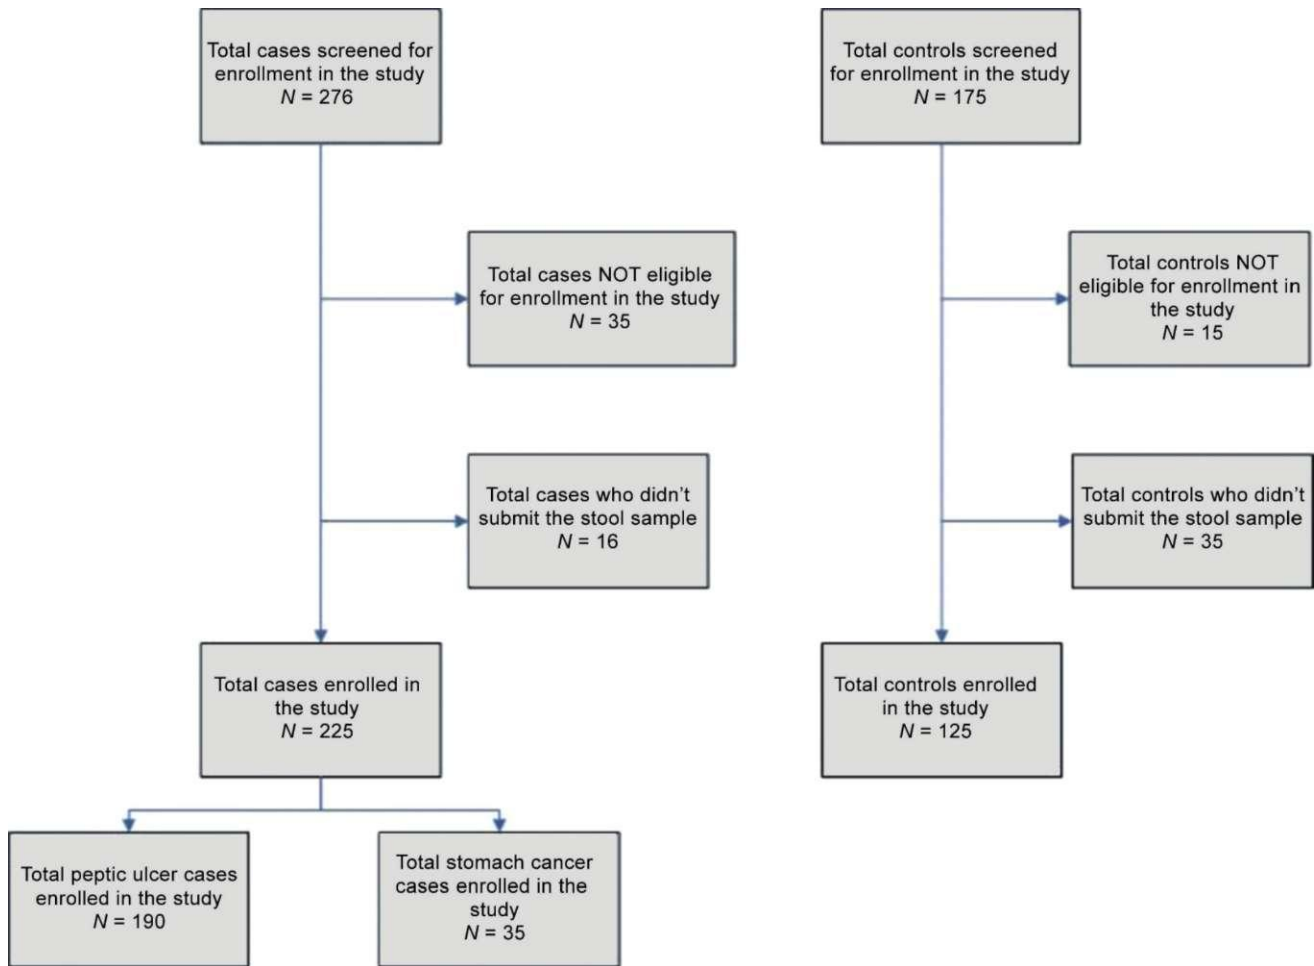 Total cases screened for
enrollment in the study
N = 276
Total controls screened
for enrollment in the study
N = 175
Total cases NOT eligible
for enrollment in the study
N = 35
Total controls NOT
eligible for enrollment in
the study
N = 15
Total cases who didn't
submit the stool sample
N = 16
Total controls who didn't
submit the stool sample
N = 35
Total cases enrolled in
the study
N = 225
Total controls enrolled
in the study
N = 125
Total peptic ulcer cases
enrolled in the study
N = 190
Total stomach cancer
cases enrolled in the
study
N = 35